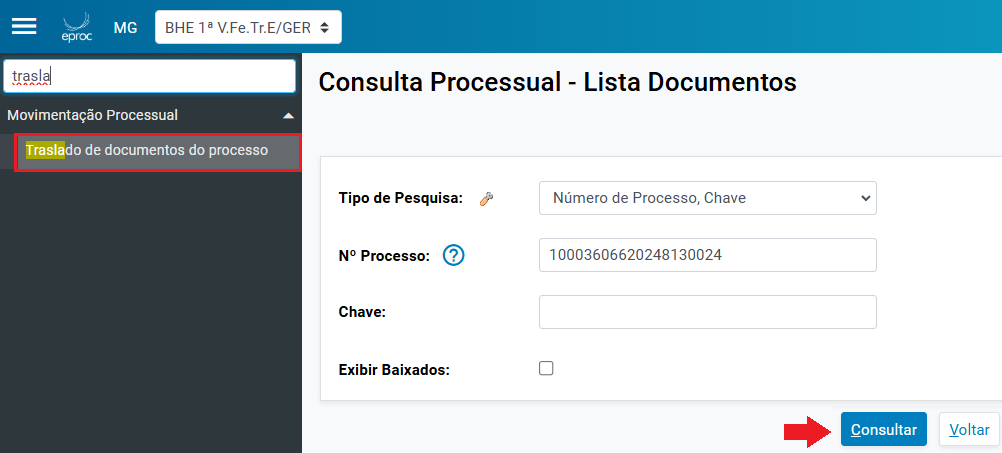 eproc
MG
BHE 1ª V.Fe.Tr.E/GER
trasla
Movimentação Processual
Traslado de documentos do processo
Consulta Processual - Lista Documentos
Tipo de Pesquisa:
Número de Processo, Chave
Nº Processo:
?
10003606620248130024
Chave:
Exibir Baixados:
Consultar
Voltar